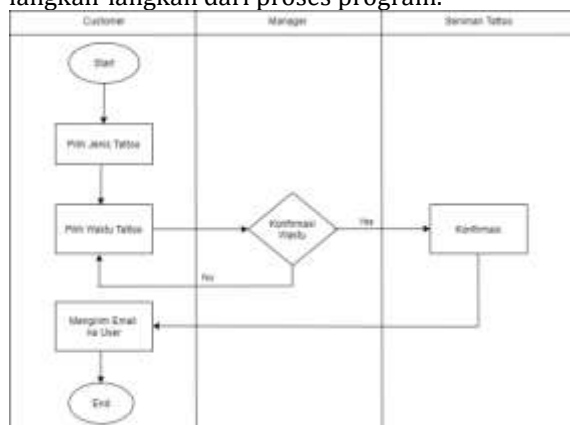 langkah-langkah dari proses program.
Customer
Manager
Seniman Tattoo
Start
Pilih Jenis Tattoo
Pilih Waktu Tattoo
Konfirmasi
Waktu
Yes
Konfirmasi
No
Mengirim Email
ke User
End